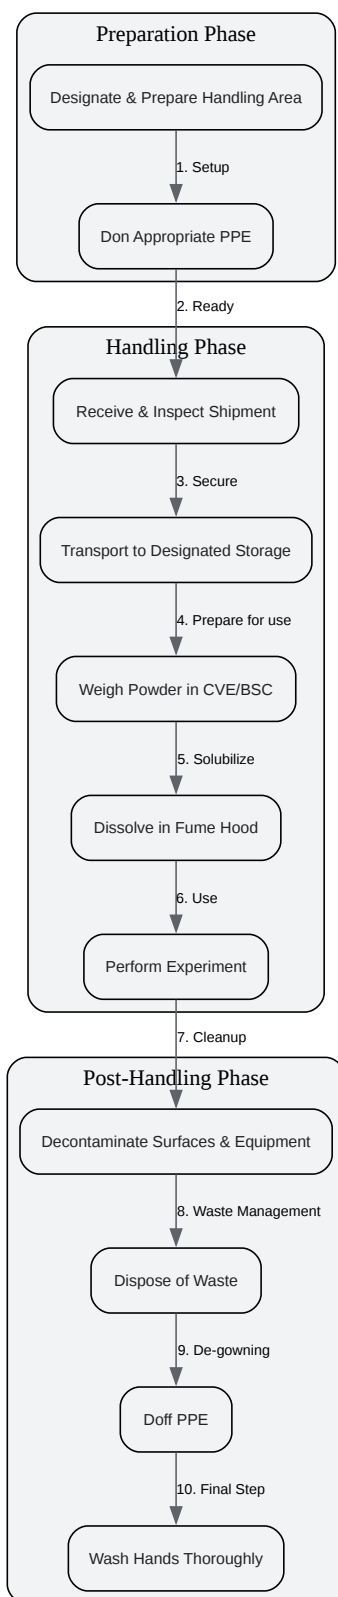 Preparation Phase
Designate & Prepare Handling Area
1. Setup
Don Appropriate PPE
2. Ready
Handling Phase
Receive & Inspect Shipment
3. Secure
Transport to Designated Storage
4. Prepare for use
Weigh Powder in CVE/BSC
5. Solubilize
Dissolve in Fume Hood
6. Use
Perform Experiment
7. Cleanup
Post-Handling Phase
Decontaminate Surfaces & Equipment
8. Waste Management
Dispose of Waste
9. De-gowning
Doff PPE
10. Final Step
Wash Hands Thoroughly